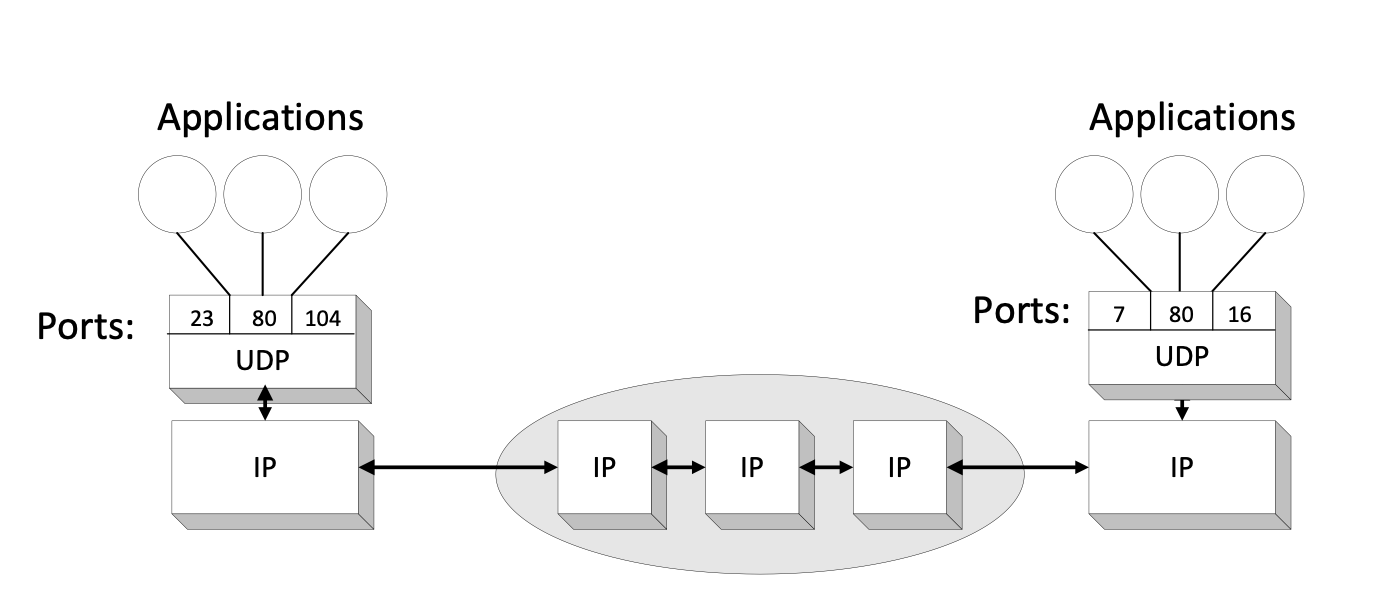 Applications
Applications
Ports:
23 80 104
UDP
Ports:
7 80 16
UDP
IP
IP
IP
IP
IP